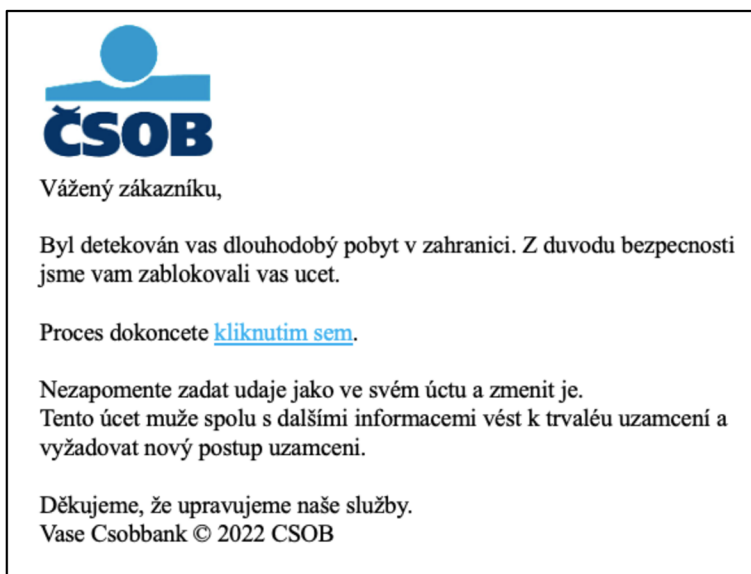 ČSOB
Vážený zákazníku,
Byl detekován vas dlouhodobý pobyt v zahranici. Z duvodu bezpecnosti
jsme vam zablokovali vas ucet.
Proces dokoncete kliknutim sem.
Nezapomente zadat udaje jako ve svém úctu a zmenit je.
Tento úcet muže spolu s dalšími informacemi vést k trvaléu uzamcení a
vyžadovat nový postup uzamceni.
Děkujeme, že upravujeme naše služby.
Vase Csobbank © 2022 CSOB